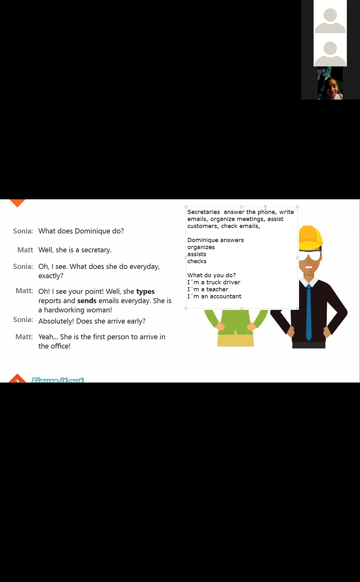 Sonia: What does Dominique do?
Matt Well, she is a secretary.
Sonia: Oh, I see. What does she do everyday,
exactly?
Matt: Oh! I see your point! Well, she types
reports and sends emails everyday. She is
a hardworking woman!
Sonia: Absolutely! Does she arrive early?
Matt: Yeah... She is the first person to arrive in
the office!
Secretaries answer the phone, write
emails, organize meetings, assist
customers, check emails,
Dominique answers
organizes
assists
checks
What do you do?
I´m a truck driver
I´m a teacher
I´m an accountant
2 Figure it out